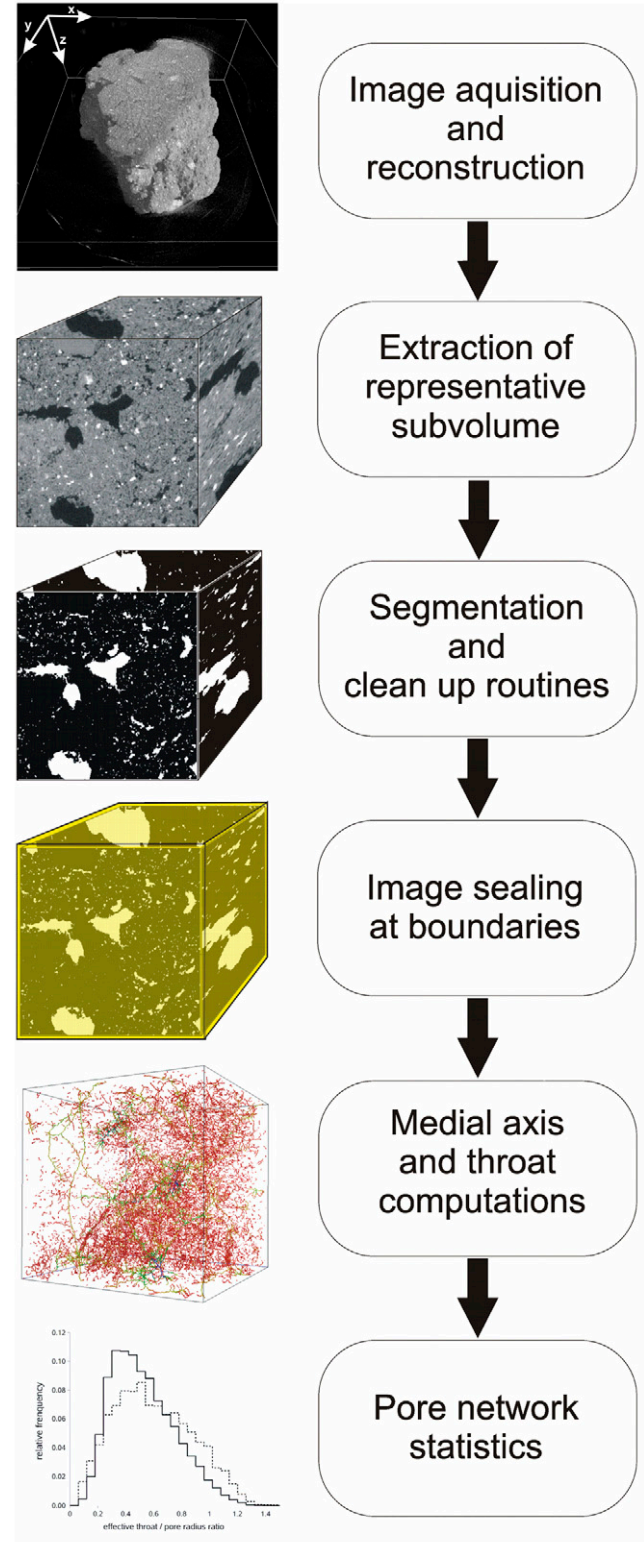 x
y
z
Image aquisition
and
reconstruction
Extraction of
representative
subvolume
Segmentation
and
clean up routines
Image sealing
at boundaries
Medial axis
and throat
computations
0.12
0.10
0.08
0.06
0.04
0.02
0.00
relative frenquency
0 0.2 0.4 0.6 0.8 1 1.2 1.4
effective throat / pore radius ratio
Pore network
statistics